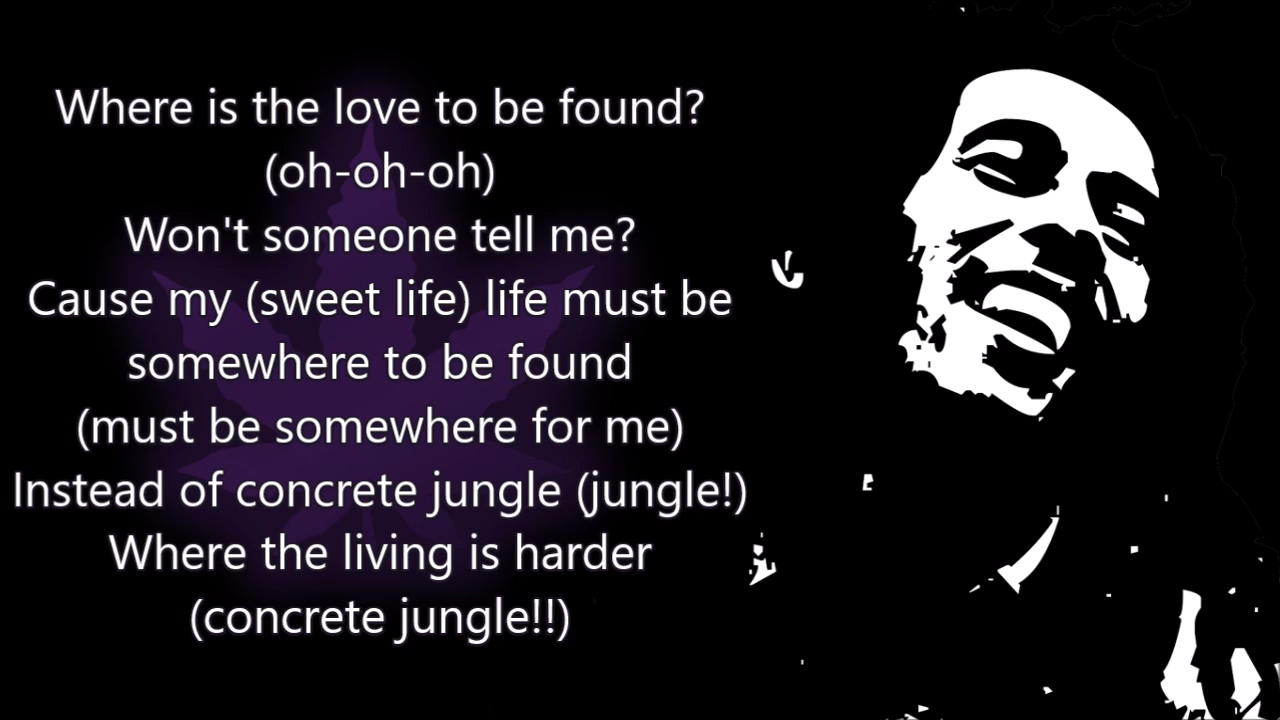 Where is the love to be found?
(oh-oh-oh)
Won't someone tell me?
Cause my (sweet life) life must be
somewhere to be found
(must be somewhere for me)
Instead of concrete jungle (jungle!)
Where the living is harder
(concrete jungle!!)